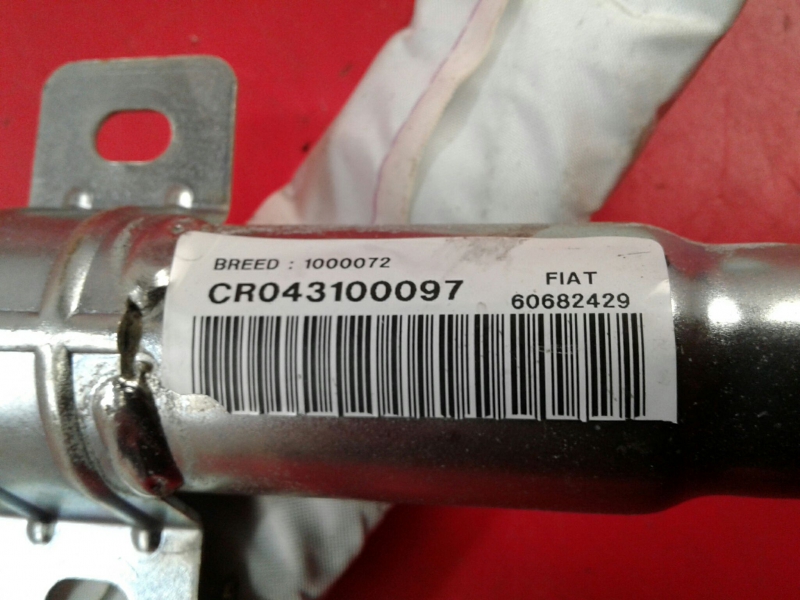 BREED : 1000072
CR043100097
FIAT
60682429